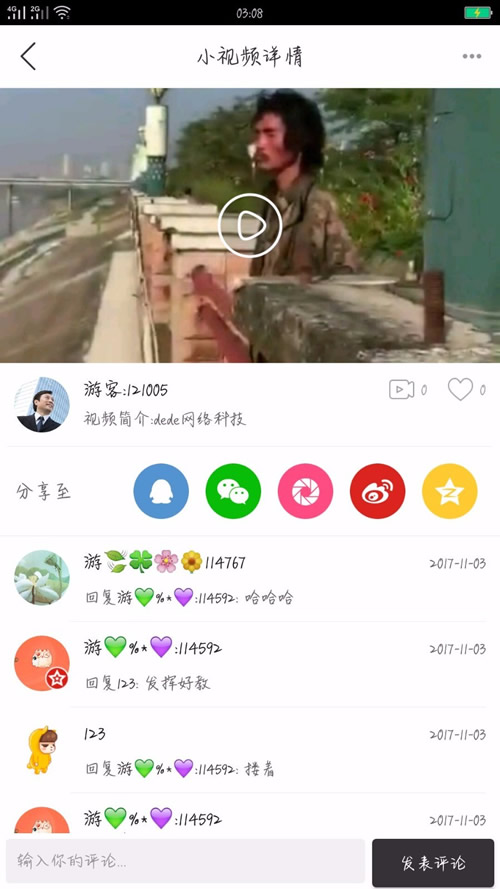 4G 2G 03:08
小视频详情
游客:121005
0 0
视频简介:dede网络科技
分享至
游🍃🍀🌸🌼114767 2017-11-03
回复游💚%*💜:114592: 哈哈哈
游💚%*💜:114592 2017-11-03
回复123: 发挥好教
123 2017-11-03
回复游💚%*💜:114592: 搂着
游💚%*💜:114592 2017-11-03
输入你的评论...
发表评论